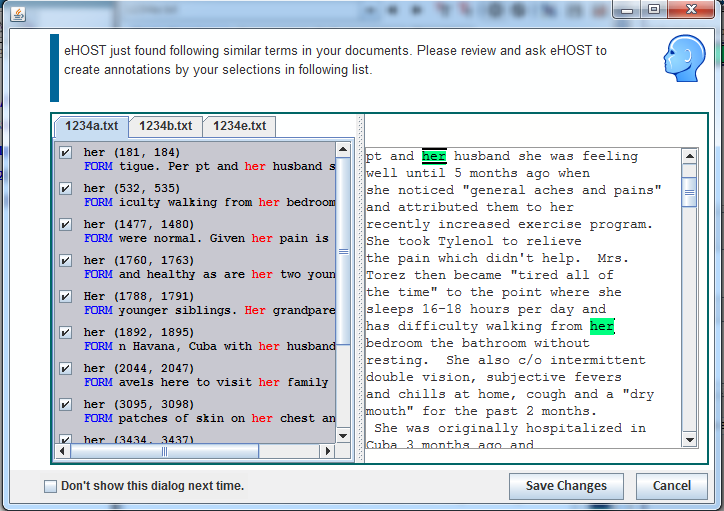 eHOST just found following similar terms in your documents. Please review and ask eHOST to
create annotations by your selections in following list.
1234a.txt 1234b.txt 1234e.txt
her (181, 184)
FORM tigue. Per pt and her husband s
her (532, 535)
FORM iculty walking from her bedroom
her (1477, 1480)
FORM were normal. Given her pain is
her (1760, 1763)
FORM and healthy as are her two youn
Her (1788, 1791)
FORM younger siblings. Her grandpare
her (1892, 1895)
FORM n Havana, Cuba with her husband
her (2044, 2047)
FORM avels here to visit her family
her (3095, 3098)
FORM patches of skin on her chest an
her (3434, 3437)
pt and her husband she was feeling
well until 5 months ago when
she noticed "general aches and pains"
and attributed them to her
recently increased exercise program.
She took Tylenol to relieve
the pain which didn't help. Mrs.
Torez then became "tired all of
the time" to the point where she
sleeps 16-18 hours per day and
has difficulty walking from her
bedroom the bathroom without
resting. She also c/o intermittent
double vision, subjective fevers
and chills at home, cough and a "dry
mouth" for the past 2 months.
She was originally hospitalized in
Cuba 3 months ago and
Don't show this dialog next time.
Save Changes
Cancel